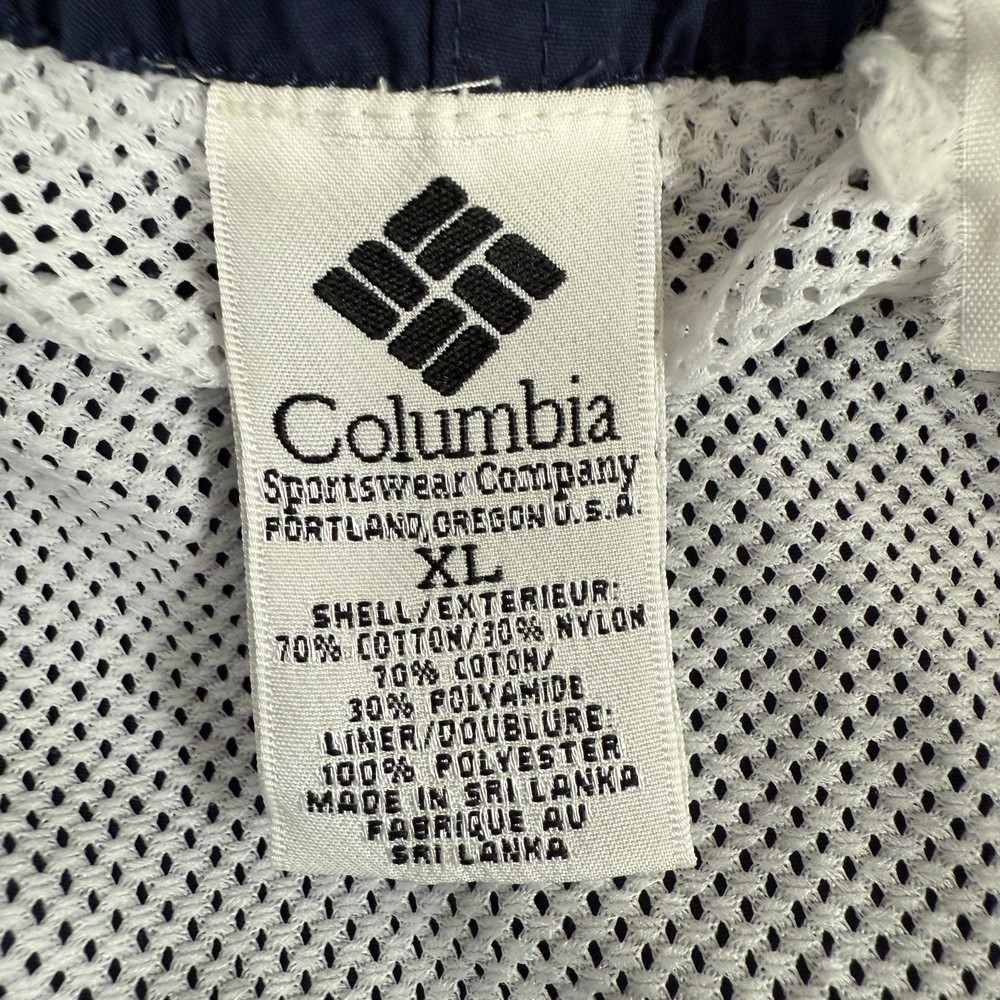 Columbia
Sportswear Company
PORTLAND, OREGON U.S.A.
XL
SHELL/EXTERIEUR:
70% COTTON/30% NYLON
70% COTON/
30% POLYAMIDE
LINER/DOUBLURE:
100% POLYESTER
MADE IN SRI LANKA
FABRIQUE AU
SRI LANKA